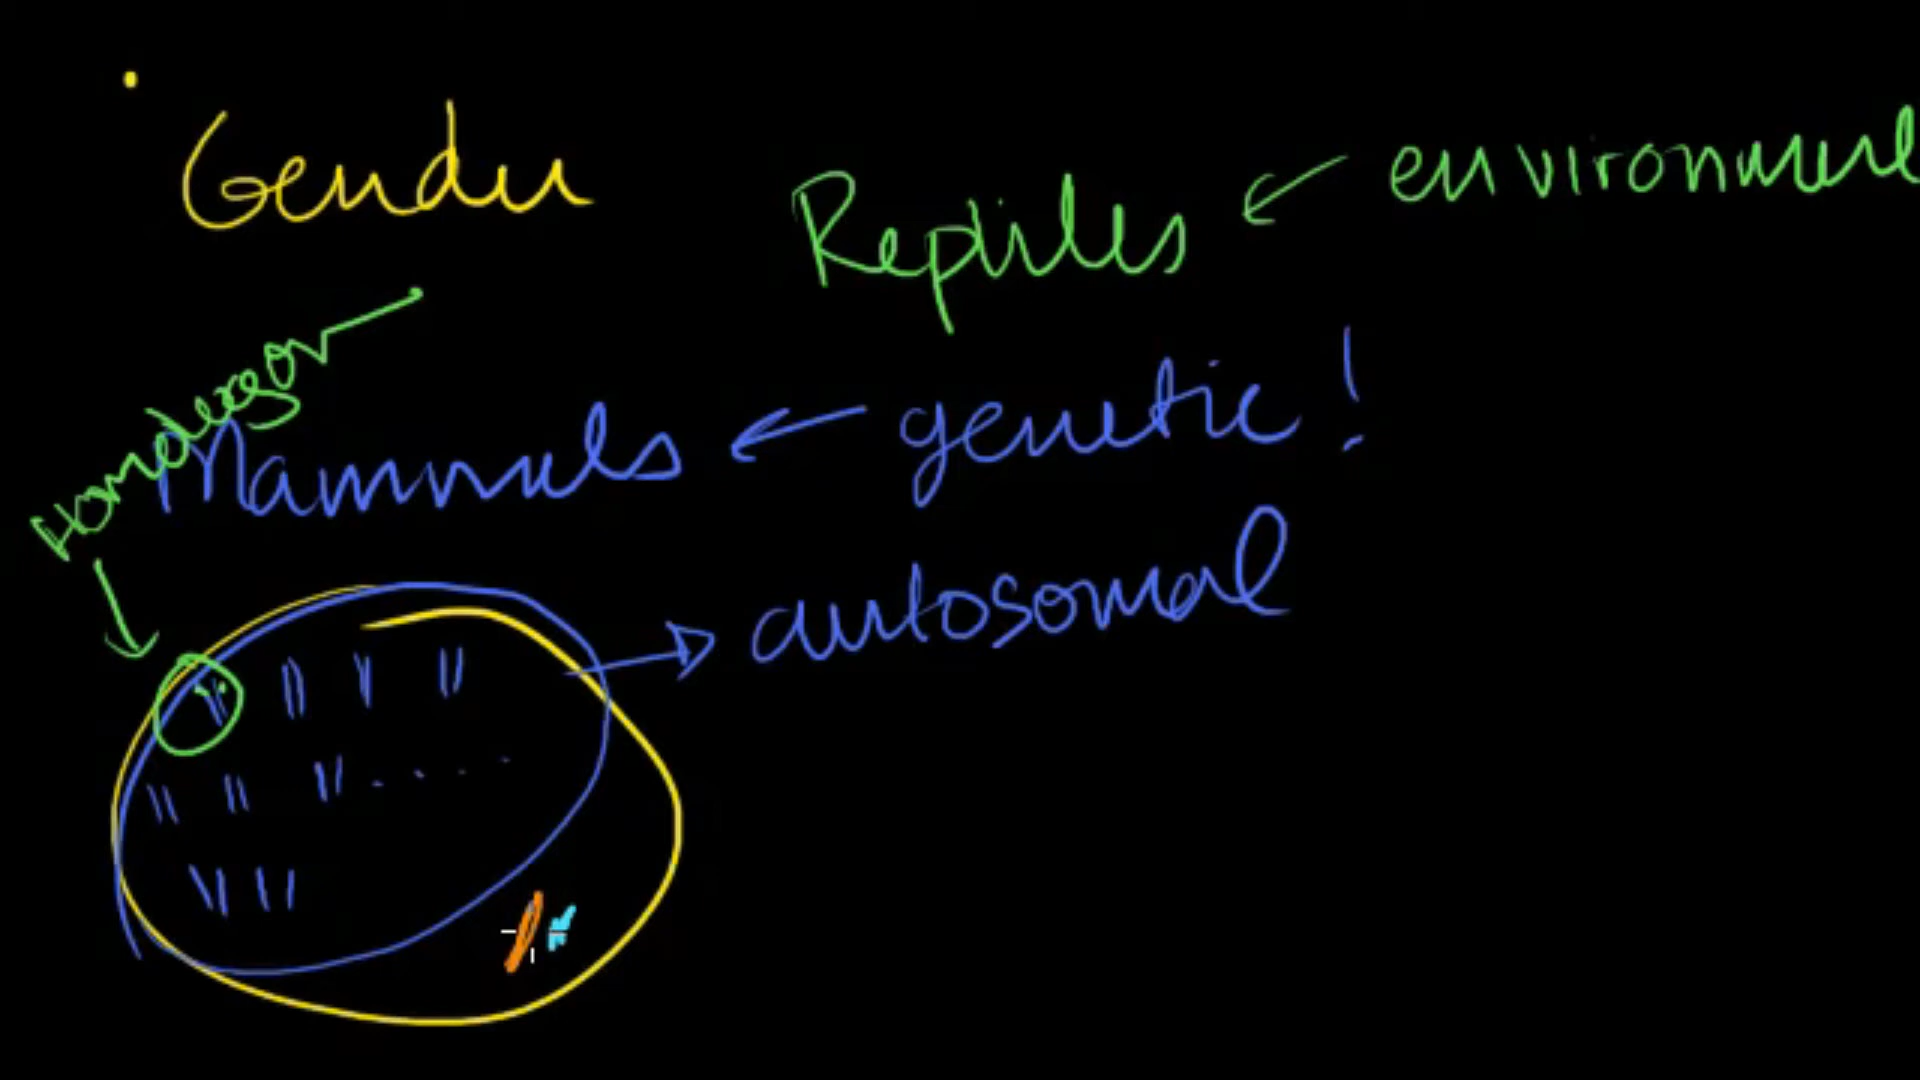 Gender
Reptiles ← environment
Homologous
Mammals ← genetic!
autosomal